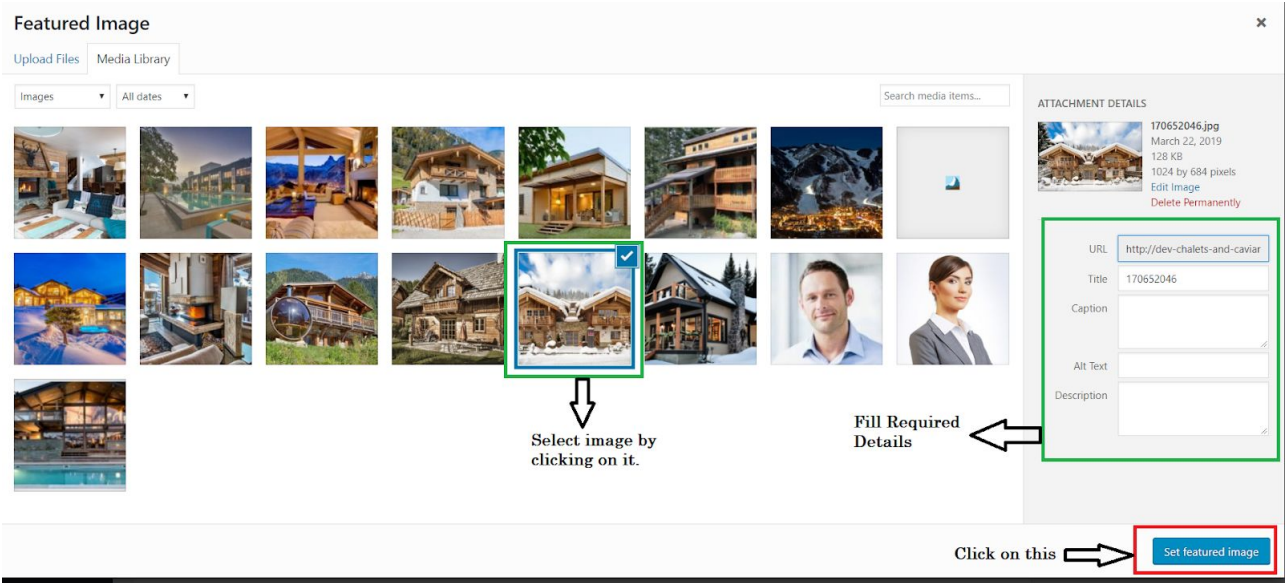 Featured Image
×
Upload Files
Media Library
Images
All dates
Search media items...
ATTACHMENT DETAILS
170652046.jpg
March 22, 2019
128 KB
1024 by 684 pixels
Edit Image
Delete Permanently
URL http://dev-chalets-and-caviar
Title 170652046
Caption
Alt Text
Description
Select image by
clicking on it.
Fill Required
Details
Click on this
Set featured image